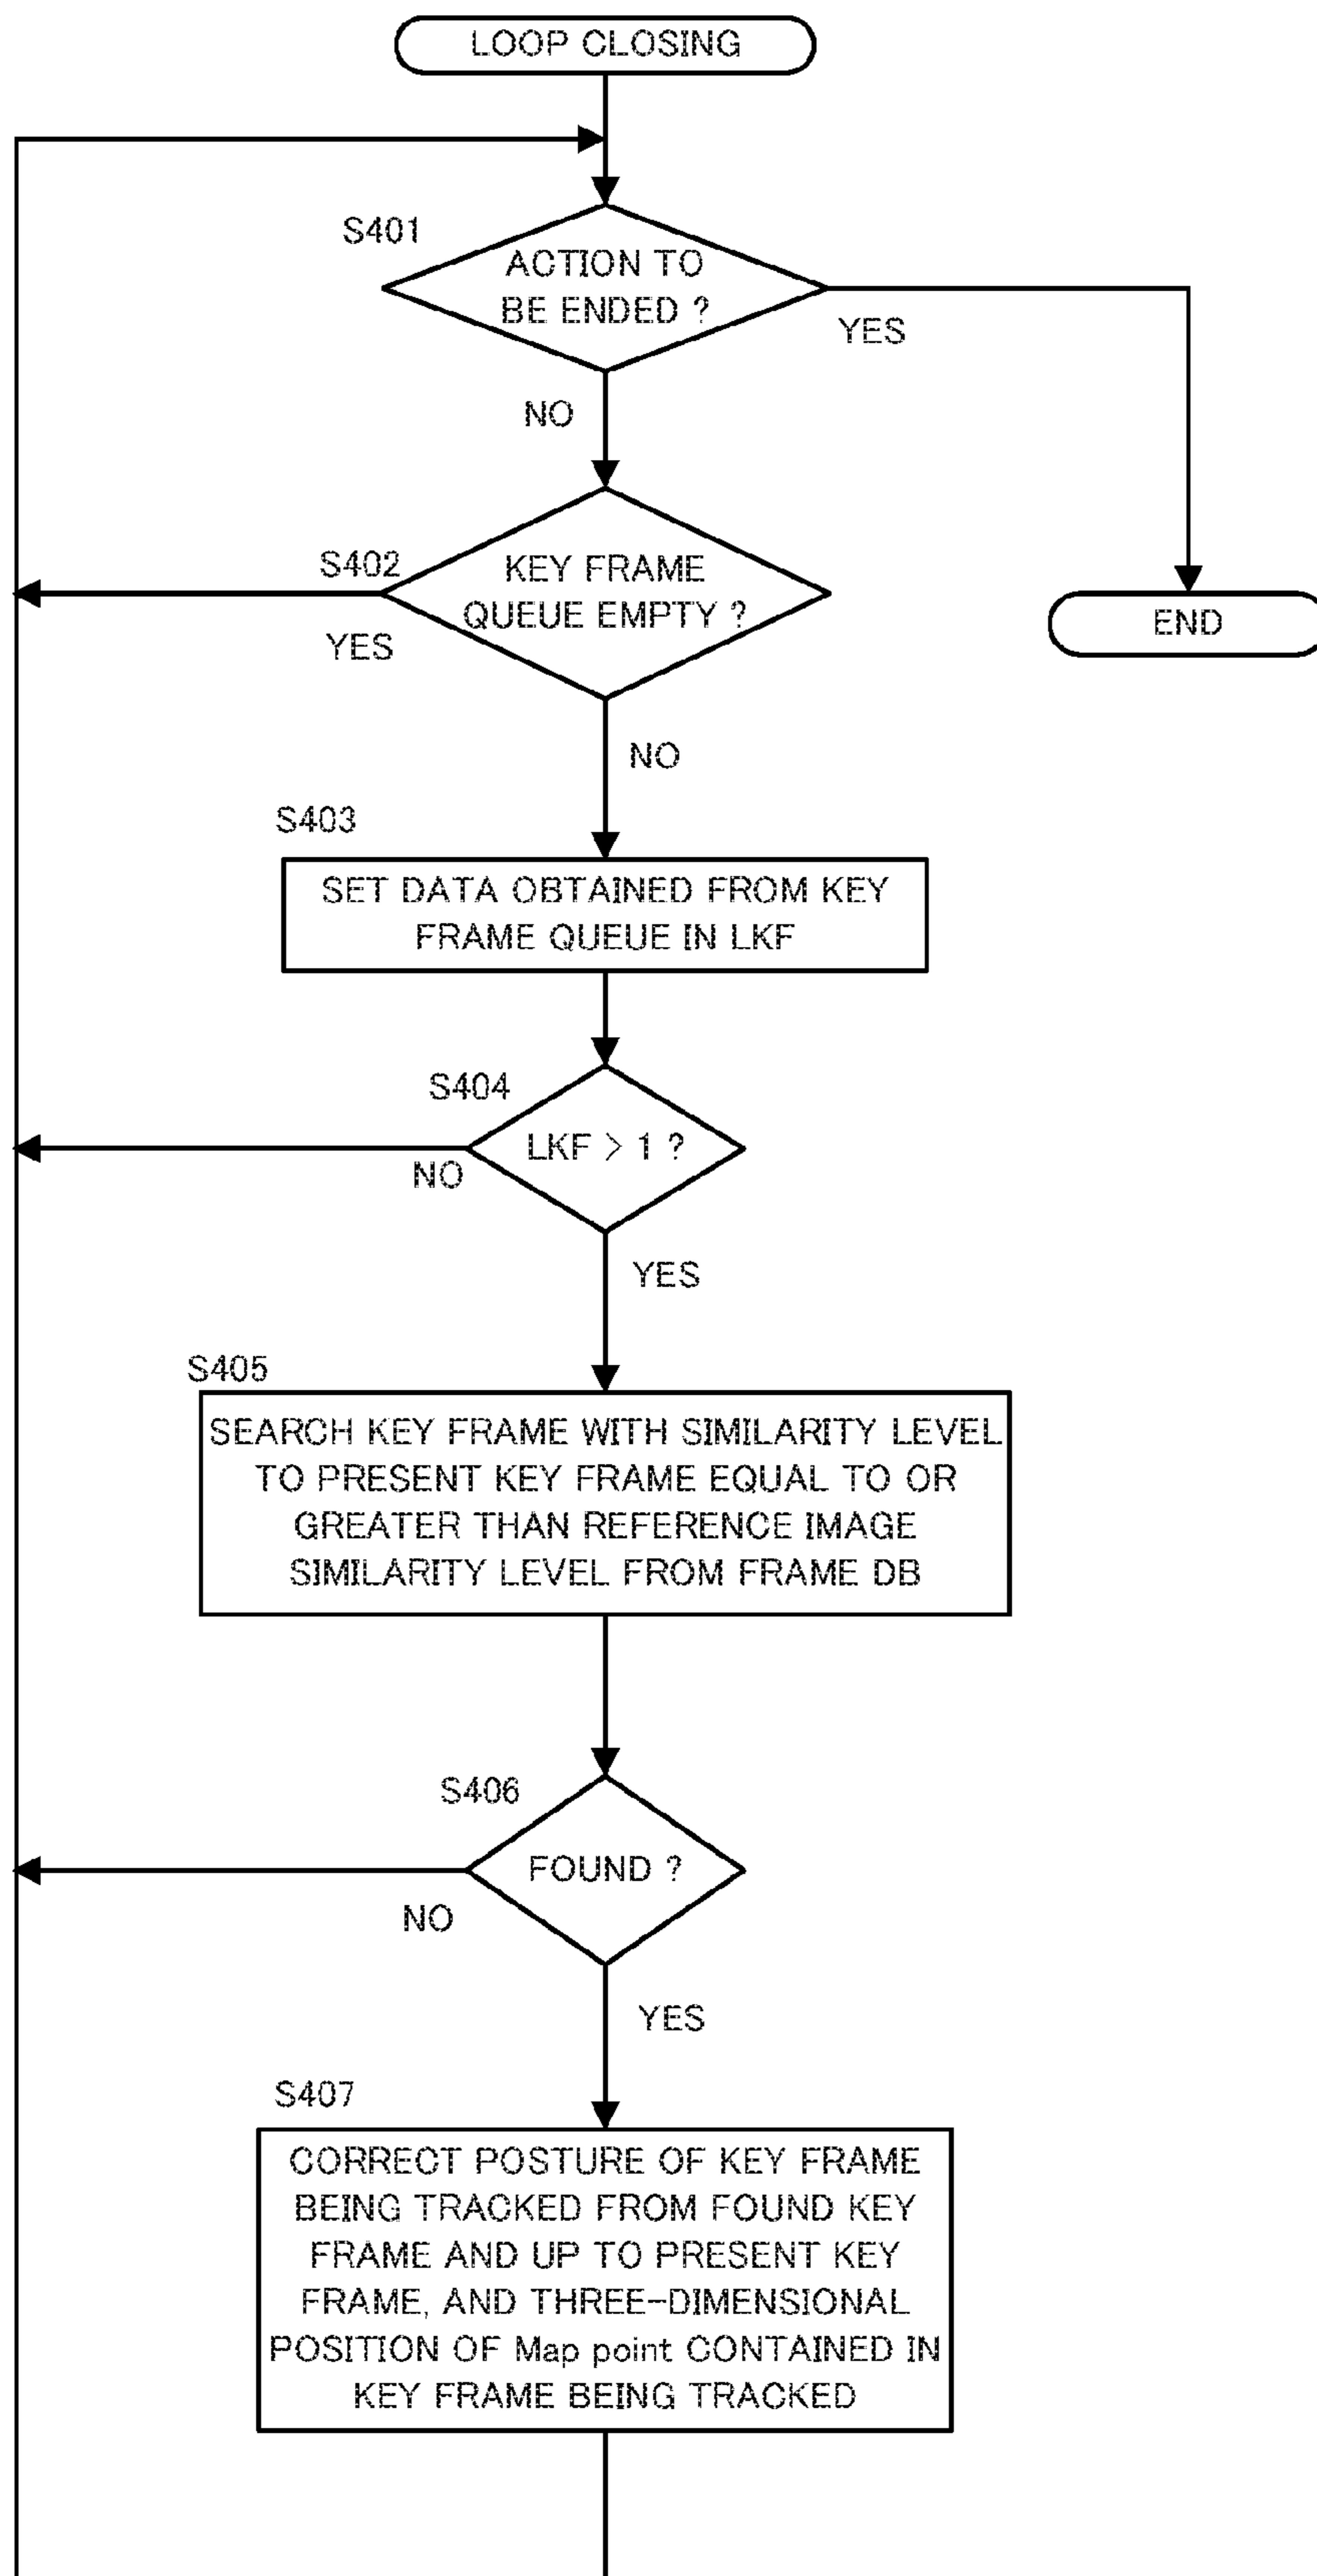 LOOP CLOSING
S401
ACTION TO
BE ENDED ?
YES
NO
S402
KEY FRAME
QUEUE EMPTY ?
YES
END
NO
S403
SET DATA OBTAINED FROM KEY
FRAME QUEUE IN LKF
S404
LKF > 1 ?
NO
YES
S405
SEARCH KEY FRAME WITH SIMILARITY LEVEL
TO PRESENT KEY FRAME EQUAL TO OR
GREATER THAN REFERENCE IMAGE
SIMILARITY LEVEL FROM FRAME DB
S406
FOUND ?
NO
YES
S407
CORRECT POSTURE OF KEY FRAME
BEING TRACKED FROM FOUND KEY
FRAME AND UP TO PRESENT KEY
FRAME, AND THREE-DIMENSIONAL
POSITION OF Map point CONTAINED IN
KEY FRAME BEING TRACKED